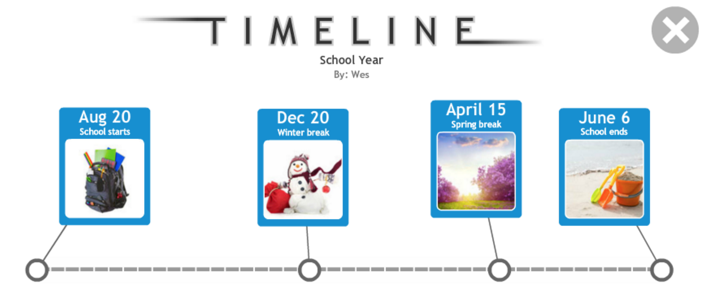 TIMELINE
School Year
By: Wes
Aug 20
School starts
Dec 20
Winter break
April 15
Spring break
June 6
School ends